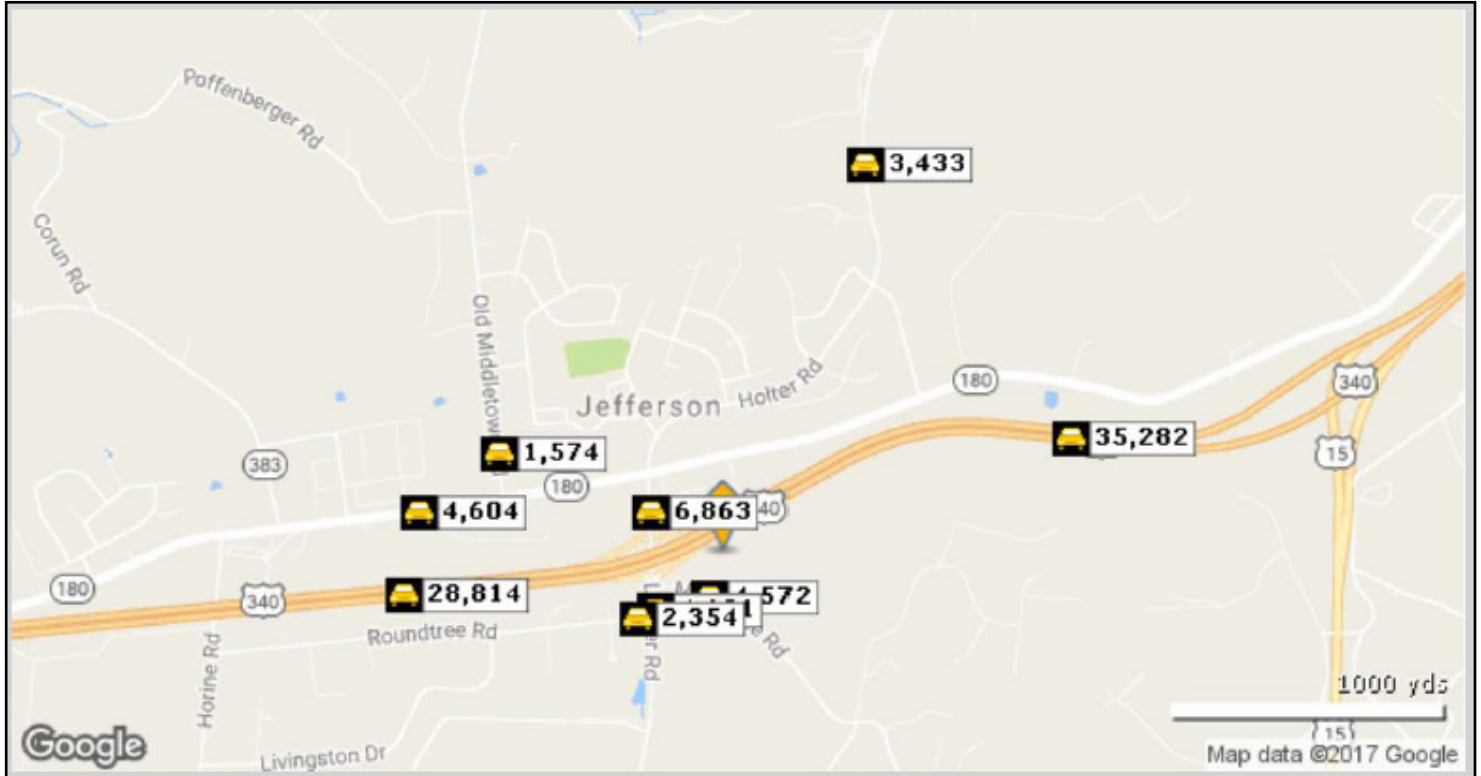 Poffenberger Rd
3,433
Corun Rd
Old Middletow
Jefferson
Holter Rd
180
340
35,282
15
383
1,574
180
4,604
6,863
40
180
340
28,814
572
2,354
Roundtree Rd
Rd
Rd
Horine Rd
1000 yds
15
Livingston Dr
Google
Map data ©2017 Google